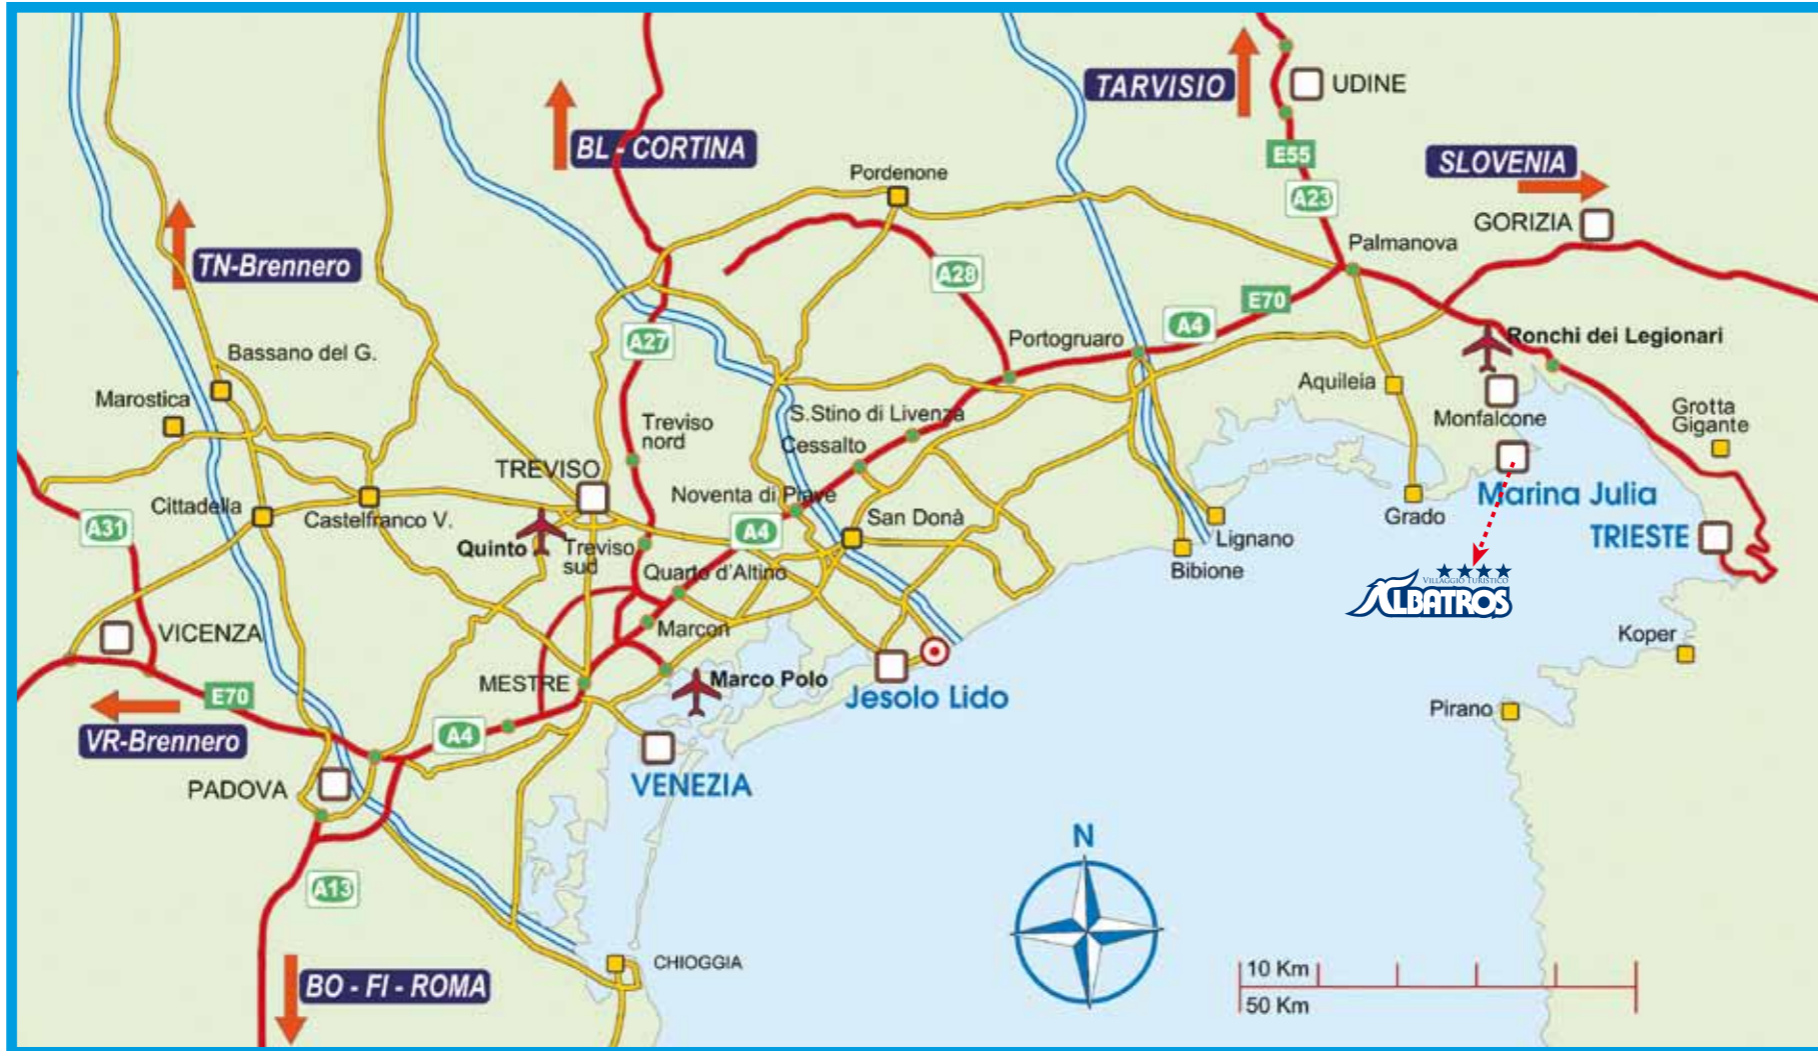 TARVISIO
UDINE
BL - CORTINA
E55
SLOVENIA
Pordenone
A23
GORIZIA
TN-Brennero
Palmanova
A28
E70
A4
A27
Portogruaro
Ronchi dei Legionari
Bassano del G.
Aquileia
Marostica
Monfalcone
Grotta
Gigante
S.Stino di Livenza
Treviso
nord
Cessalto
TREVISO
Noventa di Piave
Marina Julia
Cittadella
Castelfranco V.
San Donà
Grado
A31
A4
TRIESTE
Quinto
Treviso
sud
Lignano
Quarto d'Altino
Bibione
VILLAGGIO TURISTICO
ALBATROS
VICENZA
Marcon
Koper
MESTRE
Marco Polo
E70
Jesolo Lido
Pirano
VR-Brennero
A4
PADOVA
VENEZIA
N
A13
CHIOGGIA
10 Km
BO - FI - ROMA
50 Km